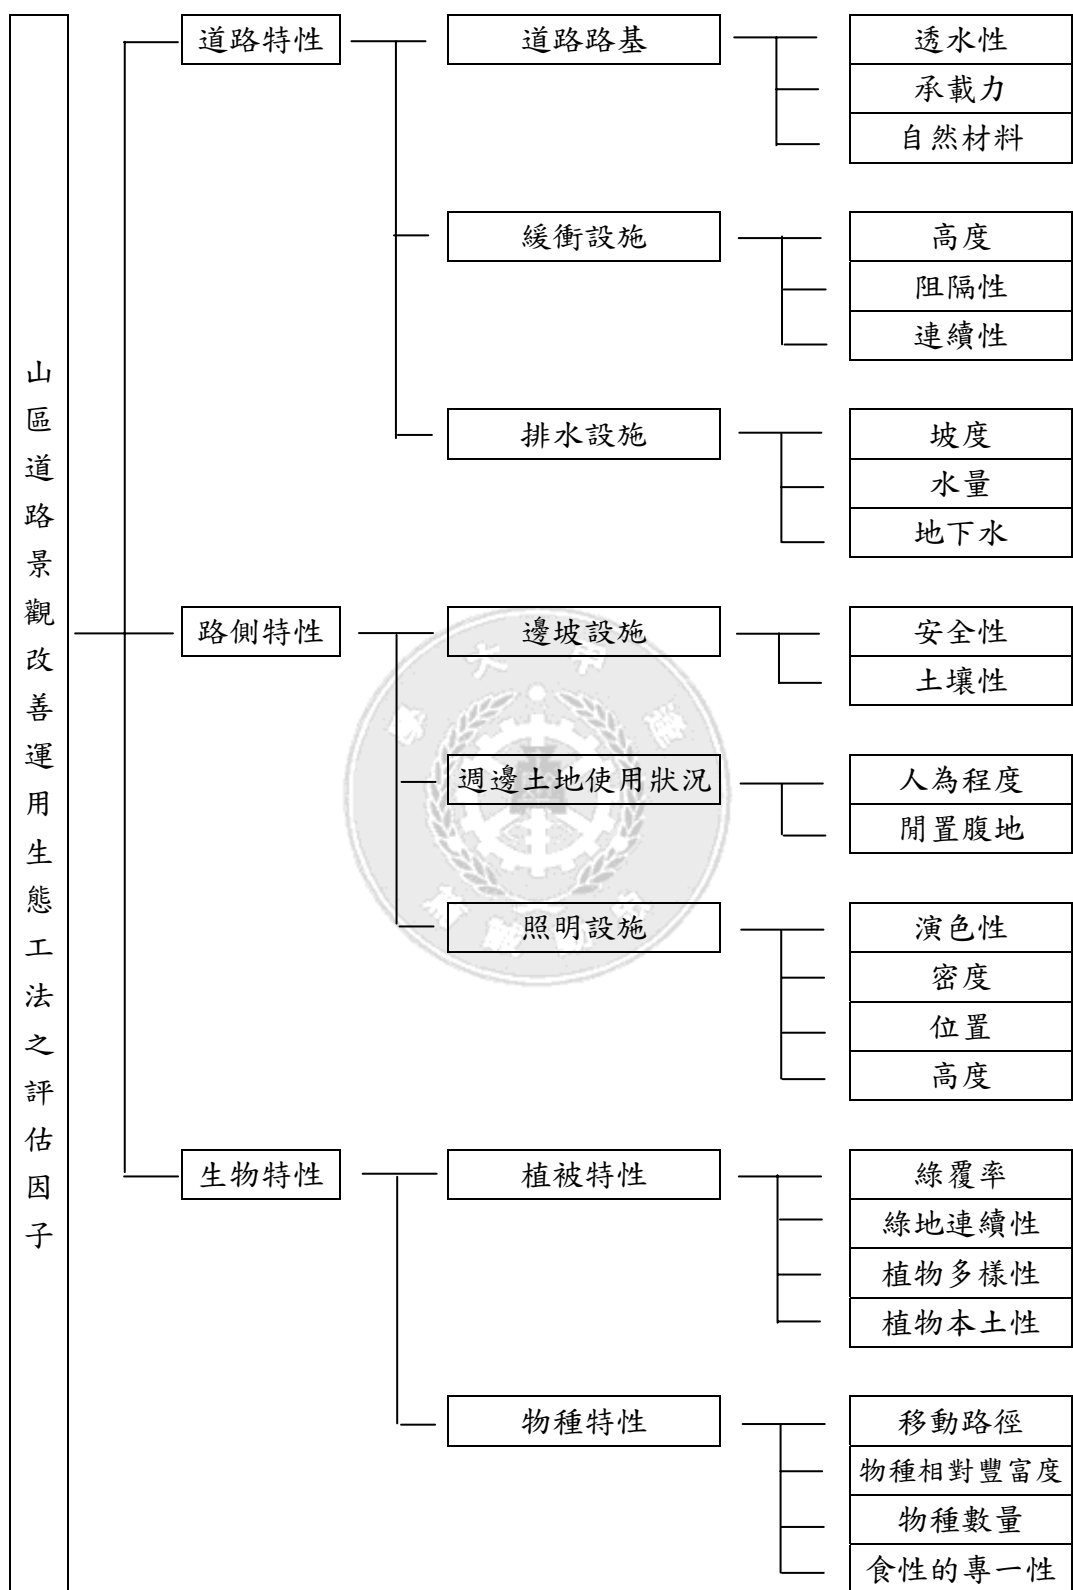 山區道路景觀改善運用生態工法之評估因子
道路特性
道路路基
透水性
承載力
自然材料
緩衝設施
高度
阻隔性
連續性
排水設施
坡度
水量
地下水
路側特性
邊坡設施
安全性
土壤性
週邊土地使用狀況
人為程度
閒置腹地
照明設施
演色性
密度
位置
高度
生物特性
植被特性
綠覆率
綠地連續性
植物多樣性
植物本土性
物種特性
移動路徑
物種相對豐富度
物種數量
食性的專一性